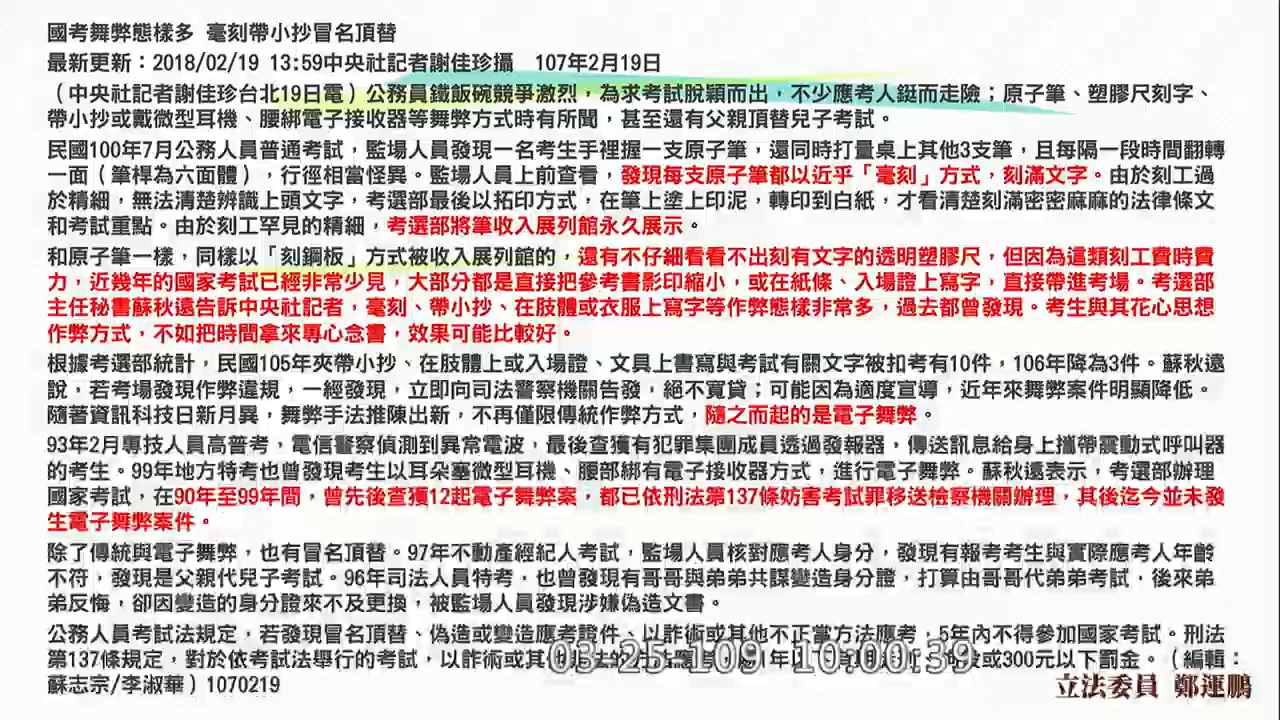 國考舞弊態樣多 毫刻帶小抄冒名頂替
最新更新：2018/02/19 13:59中央社記者謝佳珍攝 107年2月19日
（中央社記者謝佳珍台北19日電）公務員鐵飯碗競爭激烈，為求考試脫穎而出，不少應考人鋌而走險；原子筆、塑膠尺刻字、
帶小抄或戴微型耳機、腰綁電子接收器等舞弊方式時有所聞，甚至還有父親頂替兒子考試。
民國100年7月公務人員普通考試，監場人員發現一名考生手裡握一支原子筆，還同時打量桌上其他3支筆，且每隔一段時間翻轉
一面（筆桿為六面體），行徑相當怪異。監場人員上前查看，發現每支原子筆都以近乎「毫刻」方式，刻滿文字。由於刻工過
於精細，無法清楚辨識上頭文字，考選部最後以拓印方式，在筆上塗上印泥，轉印到白紙，才看清楚刻滿密密麻麻的法律條文
和考試重點。由於刻工罕見的精細，考選部將筆收入展列館永久展示。
和原子筆一樣，同樣以「刻鋼板」方式被收入展列館的，還有不仔細看看不出刻有文字的透明塑膠尺，但因為這類刻工費時費
力，近幾年的國家考試已經非常少見，大部分都是直接把參考書影印縮小，或在紙條、入場證上寫字，直接帶進考場。考選部
主任秘書蘇秋遠告訴中央社記者，毫刻、帶小抄、在肢體或衣服上寫字等作弊態樣非常多，過去都曾發現。考生與其花心思想
作弊方式，不如把時間拿來專心念書，效果可能比較好。
根據考選部統計，民國105年夾帶小抄、在肢體上或入場證、文具上書寫與考試有關文字被扣考有10件，106年降為3件。蘇秋遠
說，若考場發現作弊違規，一經發現，立即向司法警察機關告發，絕不寬貸；可能因為適度宣導，近年來舞弊案件明顯降低。
隨著資訊科技日新月異，舞弊手法推陳出新，不再僅限傳統作弊方式，隨之而起的是電子舞弊。
93年2月專技人員高普考，電信警察偵測到異常電波，最後查獲有犯罪集團成員透過發報器，傳送訊息給身上攜帶震動式呼叫器
的考生。99年地方特考也曾發現考生以耳朵塞微型耳機、腰部綁有電子接收器方式，進行電子舞弊。蘇秋遠表示，考選部辦理
國家考試，在90年至99年間，曾先後查獲12起電子舞弊案，都已依刑法第137條妨害考試罪移送檢察機關辦理，其後迄今並未發
生電子舞弊案件。
除了傳統與電子舞弊，也有冒名頂替。97年不動產經紀人考試，監場人員核對應考人身分，發現有報考考生與實際應考人年齡
不符，發現是父親代兒子考試。96年司法人員特考，也曾發現有哥哥與弟弟共謀變造身分證，打算由哥哥代弟弟考試，後來弟
弟反悔，卻因變造的身分證來不及更換，被監場人員發現涉嫌偽造文書。
公務人員考試法規定，若發現冒名頂替、偽造或變造應考證件、以詐術或其他不正當方法應考，5年內不得參加國家考試。刑法
第137條規定，對於依考試法舉行的考試，以詐術或其 1年以 或300元以下罰金。（編輯：
蘇志宗/李淑華）1070219
03 25 109 10:00:39
立法委員 鄭運鵬